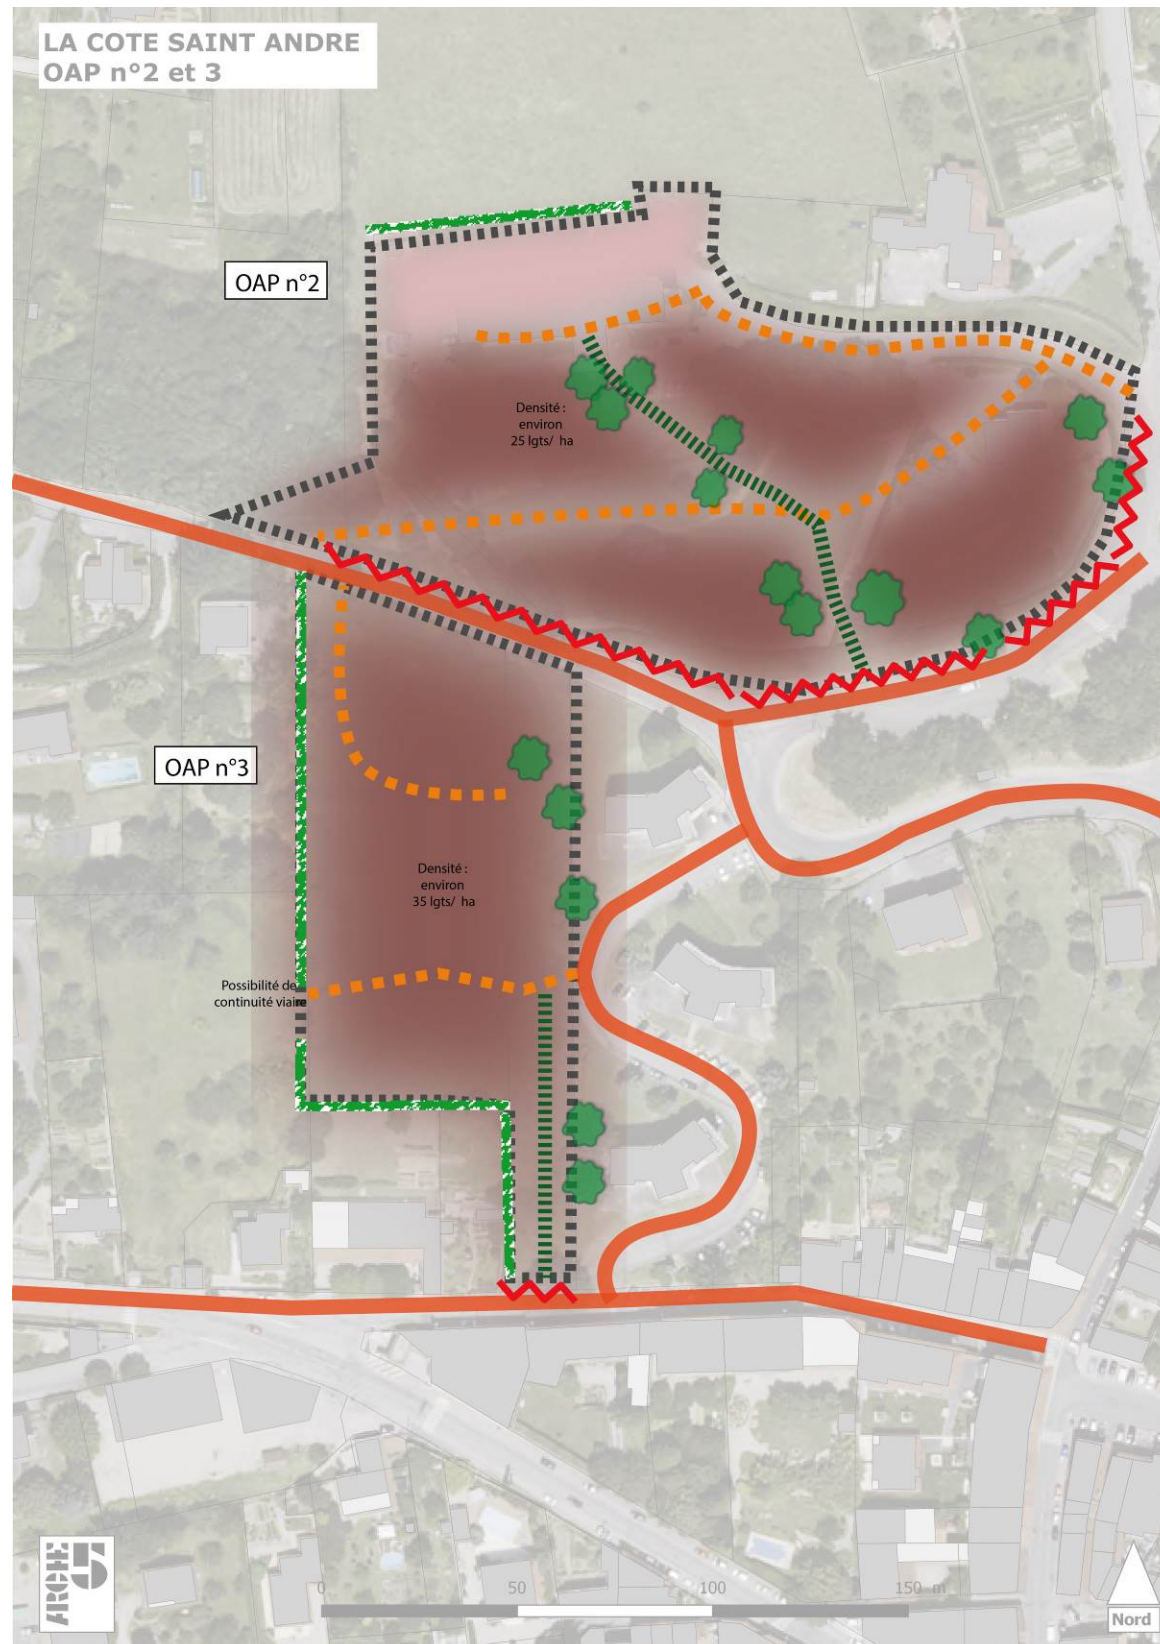 LA COTE SAINT ANDRE
OAP n°2 et 3
OAP n°2
Densité :
environ
25 lgts/ ha
OAP n°3
Densité :
environ
35 lgts/ ha
Possibilité de
continuité viaire
ARCHE
5
0
50
100
150 m
Nord